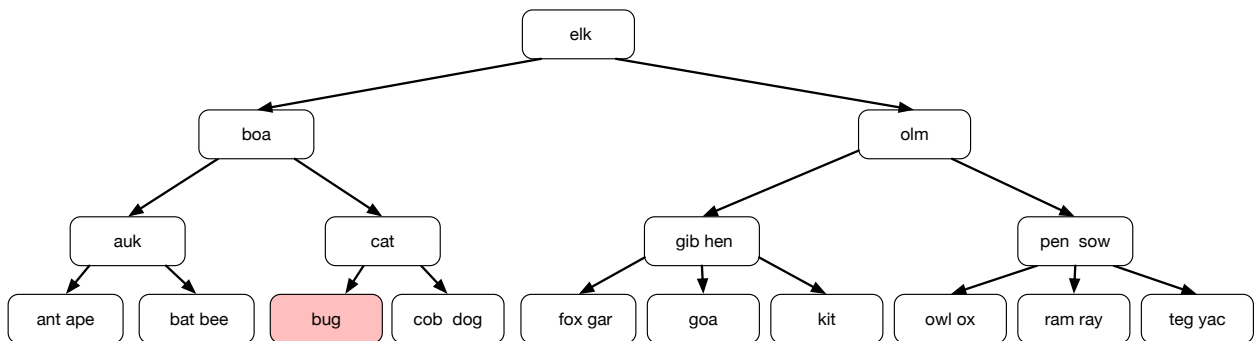 elk
boa olm
auk cat gib hen pen sow
ant ape bat bee bug cob dog fox gar goa kit owl ox ram ray teg yac